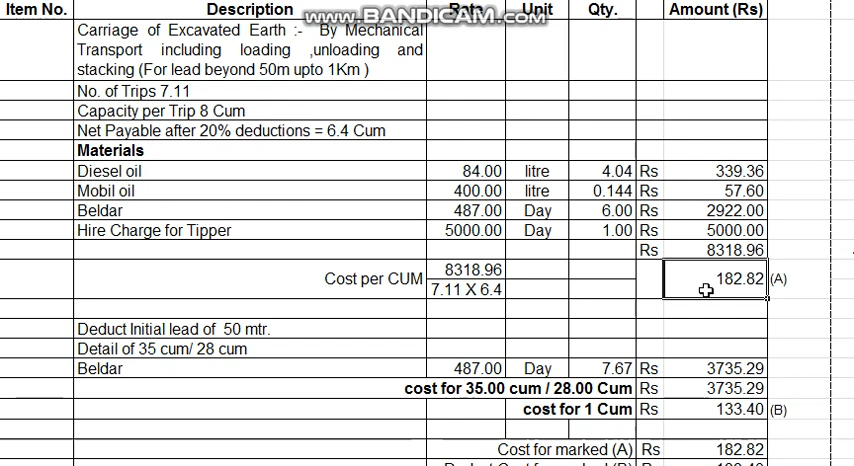 Item No. Description Rate Unit Qty. Amount (Rs)
WWW.BANDICAM.COM
Carriage of Excavated Earth :- By Mechanical
Transport including loading ,unloading and
stacking (For lead beyond 50m upto 1Km )
No. of Trips 7.11
Capacity per Trip 8 Cum
Net Payable after 20% deductions = 6.4 Cum
Materials
Diesel oil 84.00 litre 4.04 Rs 339.36
Mobil oil 400.00 litre 0.144 Rs 57.60
Beldar 487.00 Day 6.00 Rs 2922.00
Hire Charge for Tipper 5000.00 Day 1.00 Rs 5000.00
Rs 8318.96
Cost per CUM 8318.96 182.82 (A)
7.11 X 6.4
Deduct Initial lead of 50 mtr.
Detail of 35 cum/ 28 cum
Beldar 487.00 Day 7.67 Rs 3735.29
cost for 35.00 cum / 28.00 Cum Rs 3735.29
cost for 1 Cum Rs 133.40 (B)
Cost for marked (A) Rs 182.82